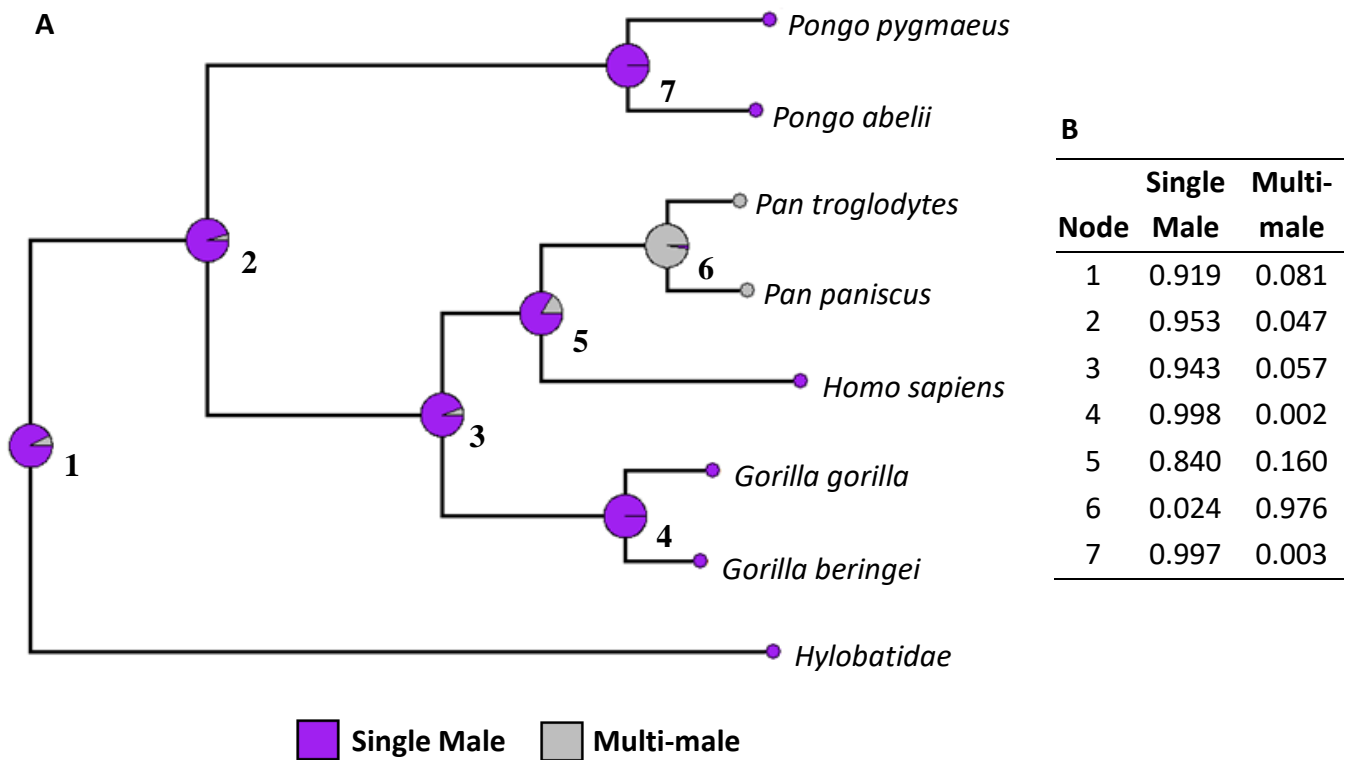 A
Pongo pygmaeus
7
Pongo abelii
Pan troglodytes
6
Pan paniscus
2
5
Homo sapiens
3
1
Gorilla gorilla
4
Gorilla beringei
Hylobatidae
Single Male
Multi-male
B
Single Multi-
Node Male male
1 0.919 0.081
2 0.953 0.047
3 0.943 0.057
4 0.998 0.002
5 0.840 0.160
6 0.024 0.976
7 0.997 0.003